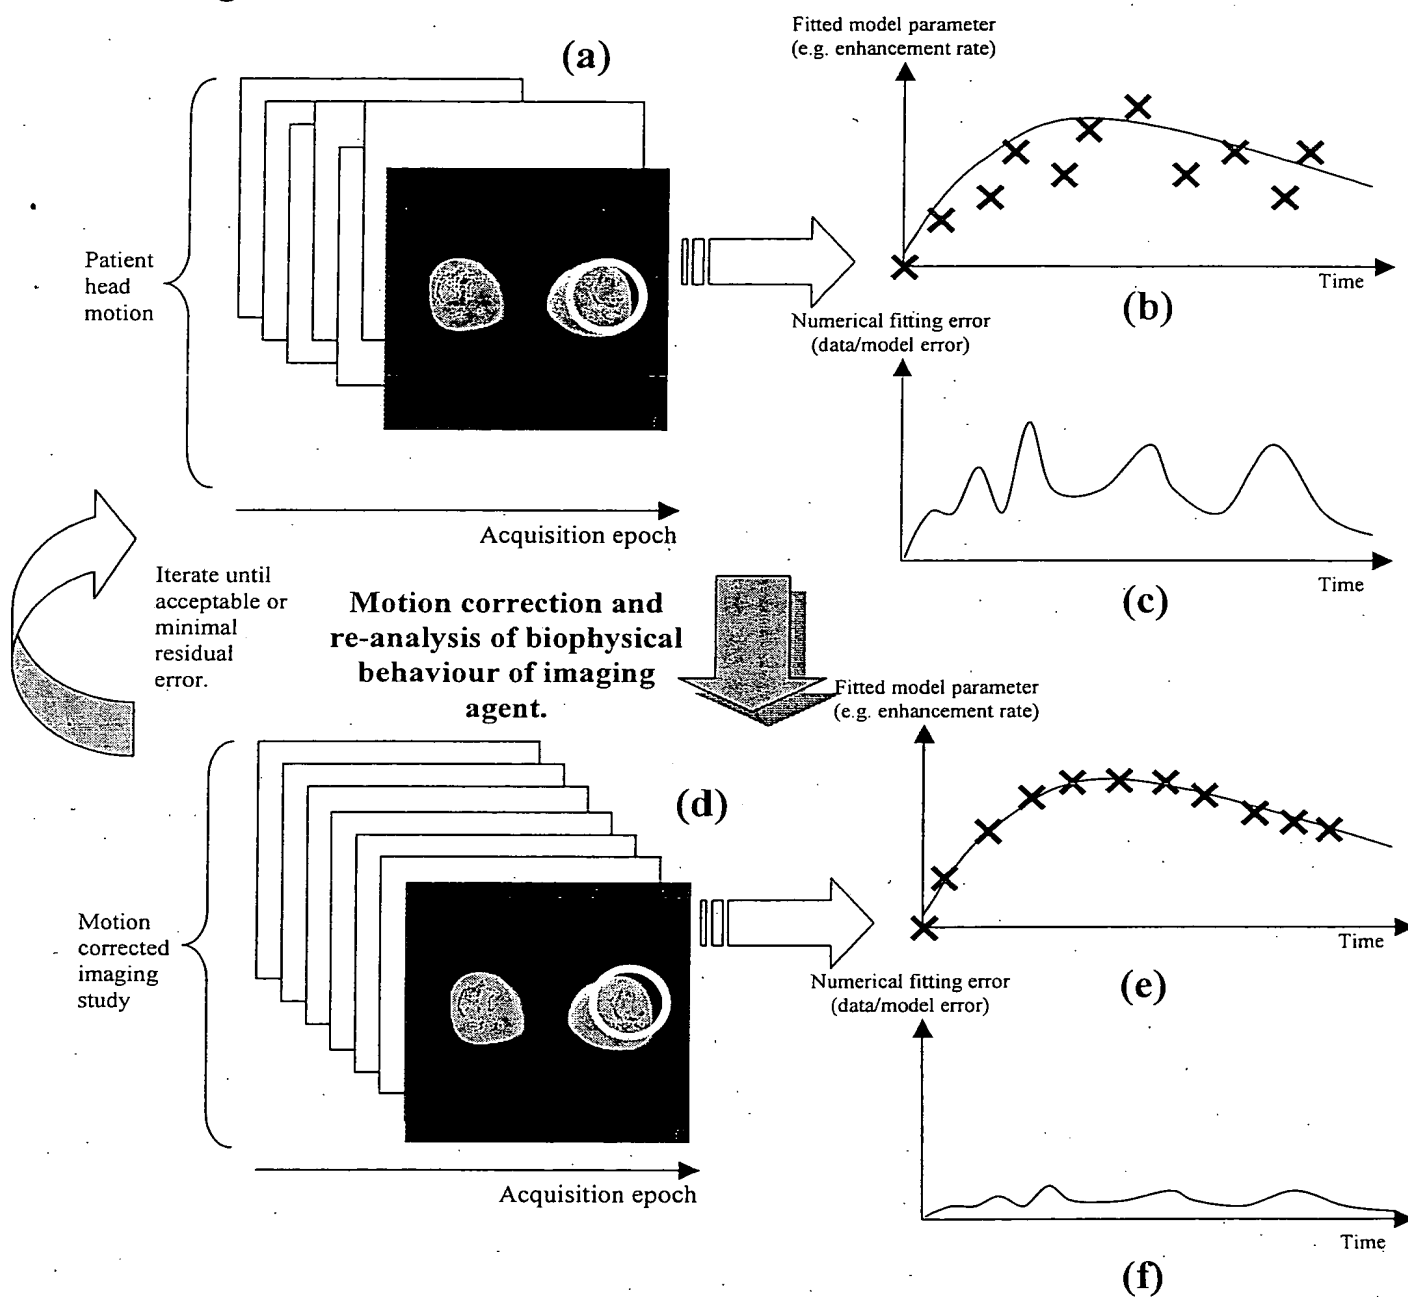 (a)
Fitted model parameter
(e.g. enhancement rate)
Patient
head
motion
Time
(b)
Numerical fitting error
(data/model error)
Acquisition epoch
Time
(c)
Iterate until
acceptable or
minimal
residual
error.
Motion correction and
re-analysis of biophysical
behaviour of imaging
agent.
Fitted model parameter
(e.g. enhancement rate)
(d)
Motion
corrected
imaging
study
Time
(e)
Numerical fitting error
(data/model error)
Acquisition epoch
Time
(f)